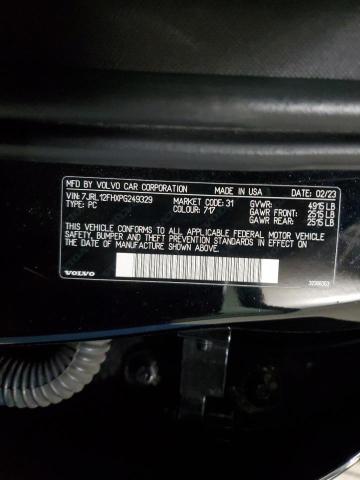 MFD BY VOLVO CAR CORPORATION MADE IN USA DATE: 02/23
VIN: 7JRL12FHXPG249329 MARKET CODE: 31 GVWR: 4915 LB
TYPE: PC COLOUR: 717 GAWR FRONT: 2515 LB
GAWR REAR: 2515 LB
THIS VEHICLE CONFORMS TO ALL APPLICABLE FEDERAL MOTOR VEHICLE
SAFETY, BUMPER AND THEFT PREVENTION STANDARDS IN EFFECT ON
THE DATE OF MANUFACTURE SHOWN ABOVE.
VOLVO